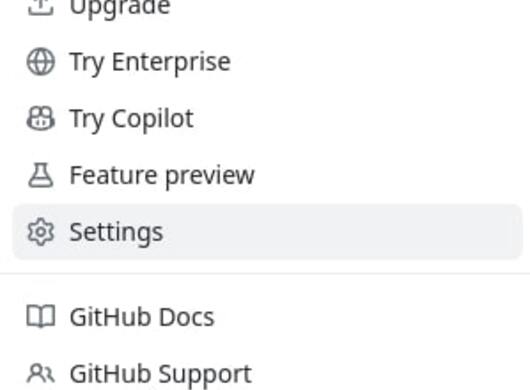 Upgrade
Try Enterprise
Try Copilot
Feature preview
Settings
GitHub Docs
GitHub Support